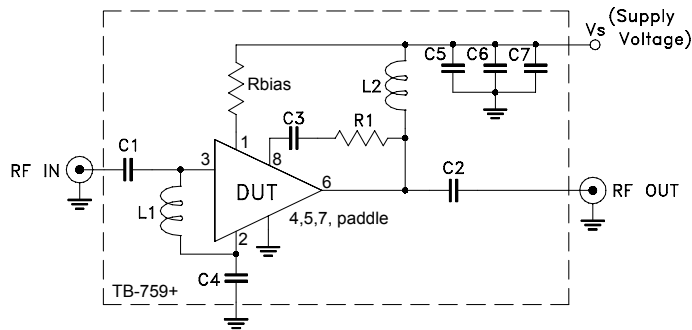 (Supply
Vs Voltage)
C5 C6 C7
Rbias
L2
C3 R1
C1
1
8
RF IN
3
DUT
6
C2
RF OUT
L1
4,5,7, paddle
2
C4
TB-759+